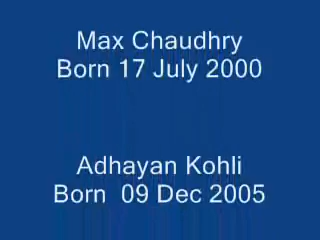 Max Chaudhry
Born 17 July 2000
Adhayan Kohli
Born  09 Dec 2005